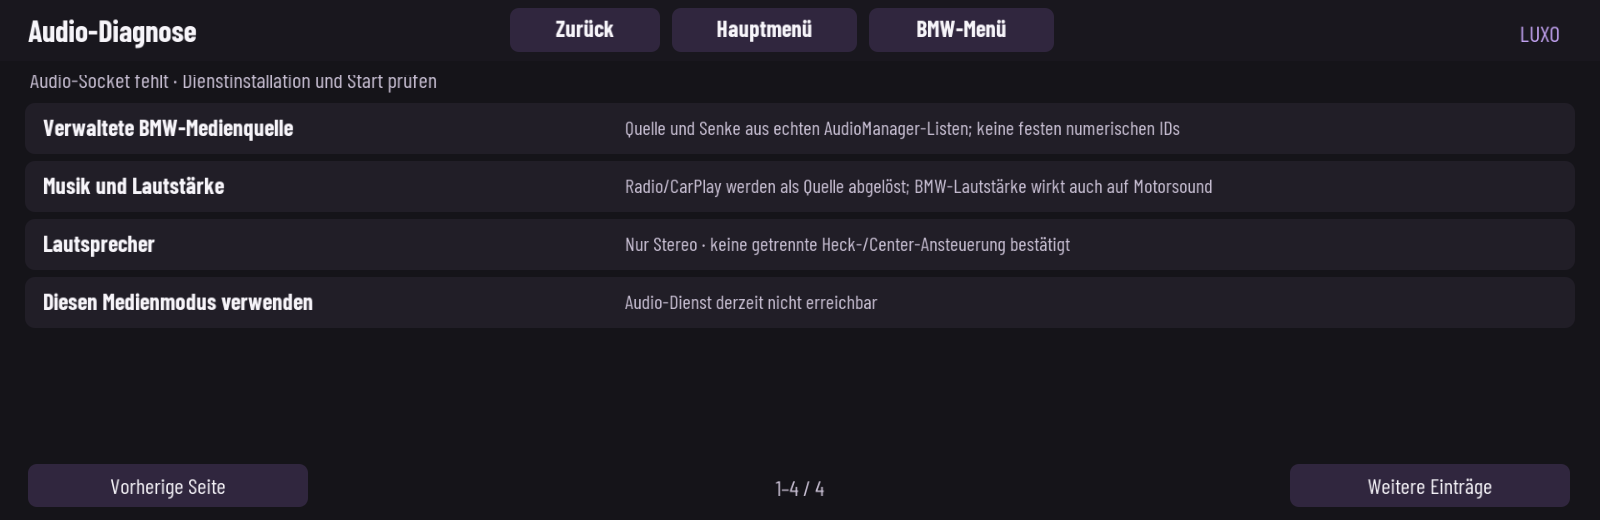 Audio-Diagnose
Zurück
Hauptmenü
BMW-Menü
LUXO
Audio-Socket fehlt · Dienstinstallation und Start prüfen
Verwaltete BMW-Medienquelle
Quelle und Senke aus echten AudioManager-Listen; keine festen numerischen IDs
Musik und Lautstärke
Radio/CarPlay werden als Quelle abgelöst; BMW-Lautstärke wirkt auch auf Motorsound
Lautsprecher
Nur Stereo · keine getrennte Heck-/Center-Ansteuerung bestätigt
Diesen Medienmodus verwenden
Audio-Dienst derzeit nicht erreichbar
Vorherige Seite
1–4 / 4
Weitere Einträge